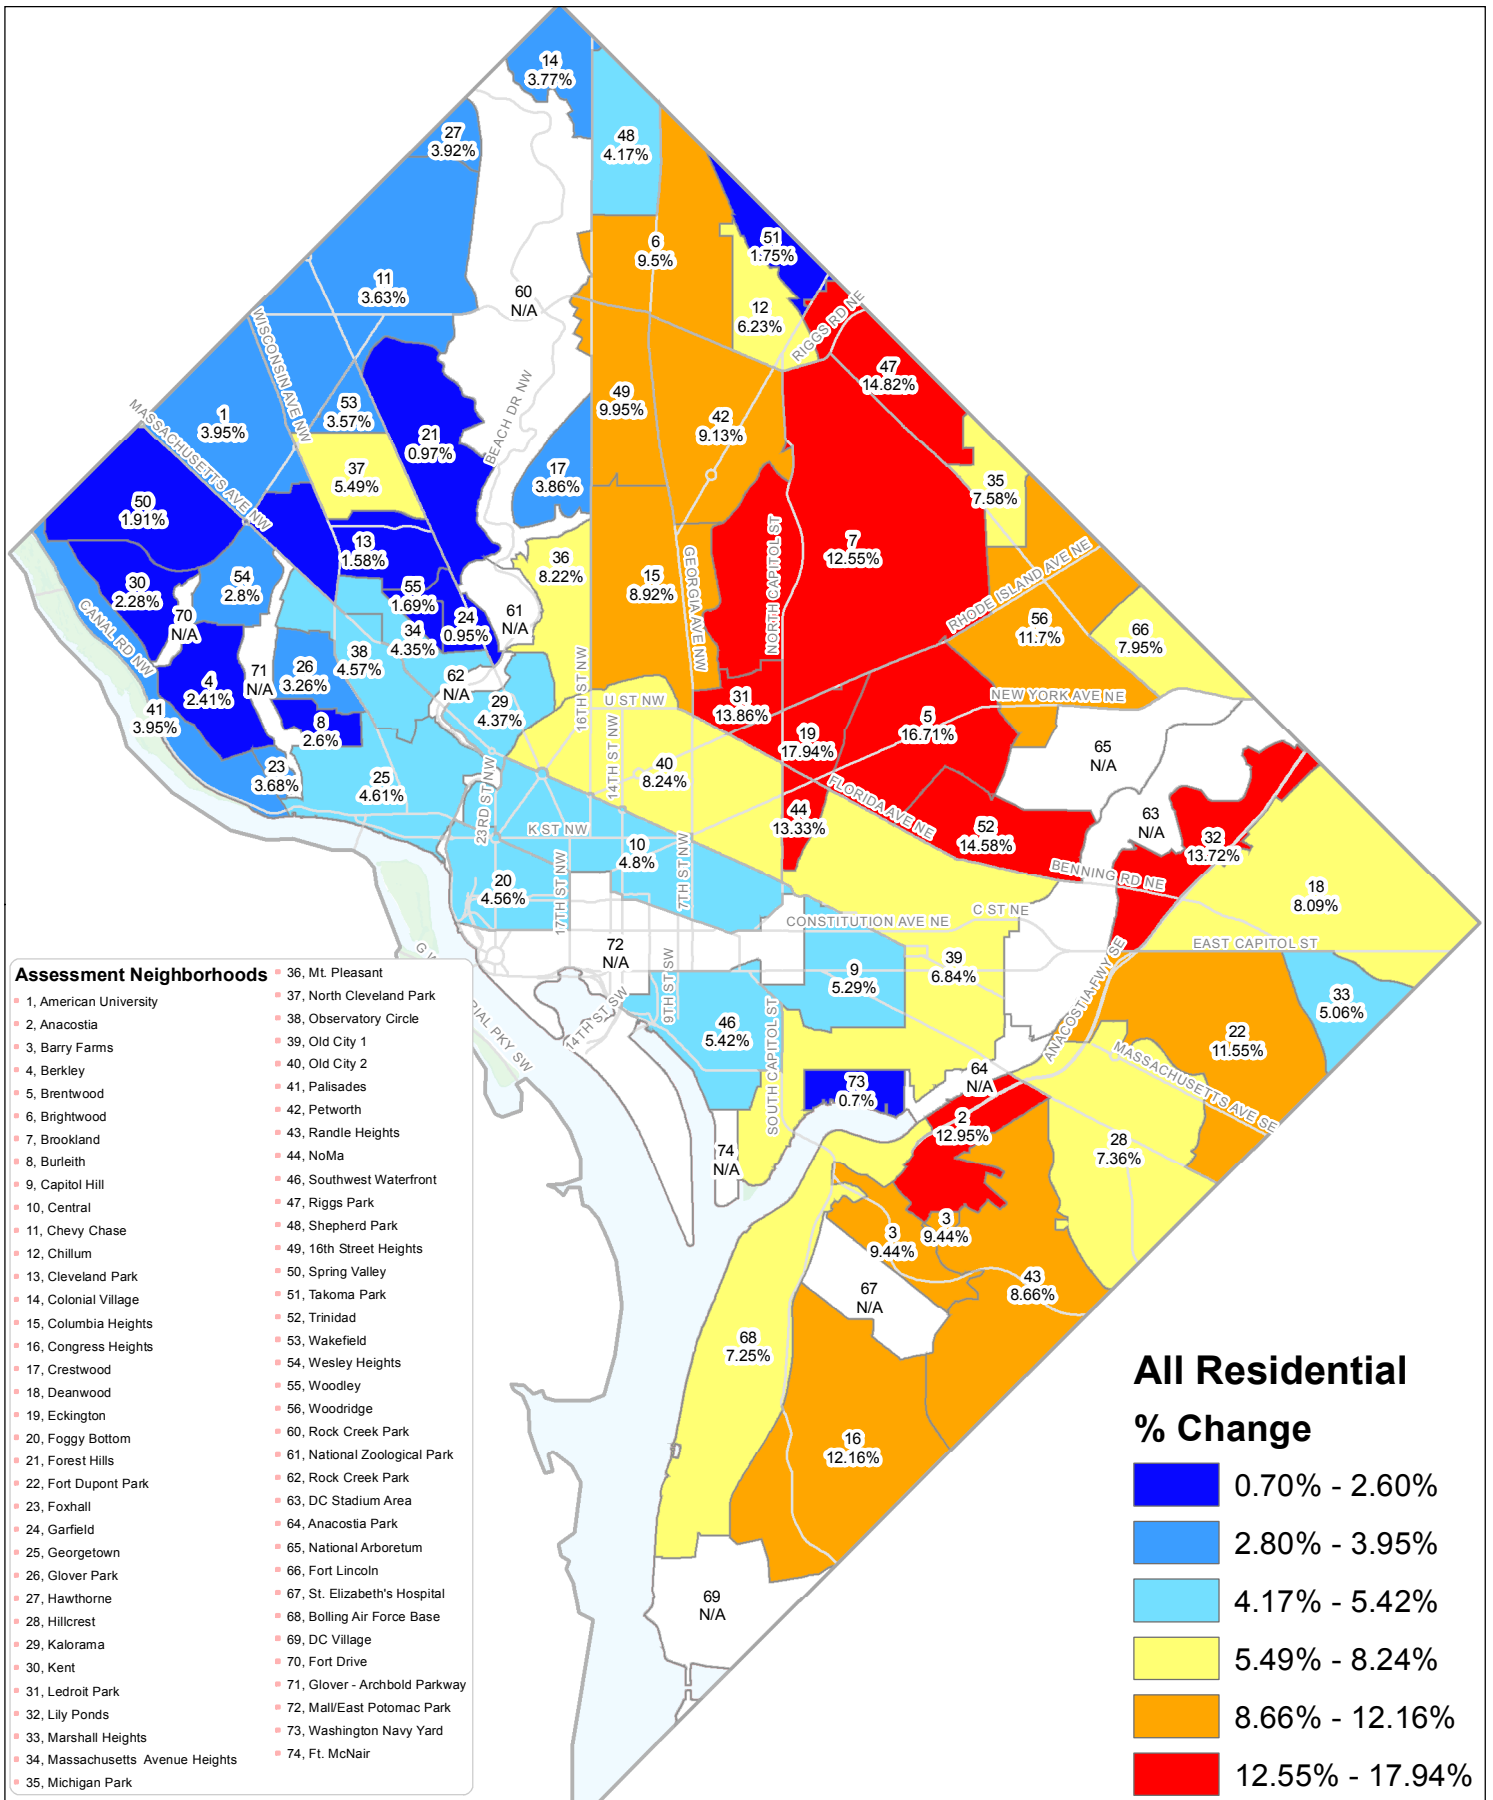 14
3.77%
27
3.92%
48
4.17%
6
9.5%
51
1.75%
11
3.63%
60
N/A
12
6.23%
RIGGS RD NE
WISCONSIN AVE NW
47
14.82%
MASSACHUSETTS AVE NW
1
3.95%
53
3.57%
21
0.97%
BEACH DR NW
49
9.95%
42
9.13%
37
5.49%
17
3.86%
35
7.58%
50
1.91%
13
1.58%
36
8.22%
NORTH CAPITOL ST
7
12.55%
30
2.28%
54
2.8%
55
1.69%
24
0.95%
61
N/A
15
8.92%
GEORGIA AVE NW
RHODE ISLAND AVE NE
56
11.7%
66
7.95%
CANAL RD NW
70
N/A
34
4.35%
38
4.57%
71
N/A
26
3.26%
4
2.41%
62
N/A
29
4.37%
16TH ST NW
U ST NW
31
13.86%
NEW YORK AVE NE
41
3.95%
8
2.6%
14TH ST NW
19
17.94%
5
16.71%
65
N/A
23
3.68%
25
4.61%
23RD ST NW
40
8.24%
FLORIDA AVE NE
44
13.33%
52
14.58%
63
N/A
32
13.72%
K ST NW
10
4.8%
17TH ST NW
7TH ST NW
BENNING RD NE
20
4.56%
18
8.09%
CONSTITUTION AVE NE
C ST NE
EAST CAPITOL ST
72
N/A
9TH ST SW
14TH ST SW
9
5.29%
39
6.84%
ANACOSTIA FWY SE
33
5.06%
46
5.42%
SOUTH CAPITOL ST
22
11.55%
MASSACHUSETTS AVE SE
73
0.7%
64
N/A
2
12.95%
28
7.36%
74
N/A
G W
RIAL PKY SW
3
9.44%
3
9.44%
43
8.66%
67
N/A
68
7.25%
16
12.16%
69
N/A
Assessment Neighborhoods
1, American University
2, Anacostia
3, Barry Farms
4, Berkley
5, Brentwood
6, Brightwood
7, Brookland
8, Burleith
9, Capitol Hill
10, Central
11, Chevy Chase
12, Chillum
13, Cleveland Park
14, Colonial Village
15, Columbia Heights
16, Congress Heights
17, Crestwood
18, Deanwood
19, Eckington
20, Foggy Bottom
21, Forest Hills
22, Fort Dupont Park
23, Foxhall
24, Garfield
25, Georgetown
26, Glover Park
27, Hawthorne
28, Hillcrest
29, Kalorama
30, Kent
31, Ledroit Park
32, Lily Ponds
33, Marshall Heights
34, Massachusetts Avenue Heights
35, Michigan Park
36, Mt. Pleasant
37, North Cleveland Park
38, Observatory Circle
39, Old City 1
40, Old City 2
41, Palisades
42, Petworth
43, Randle Heights
44, NoMa
46, Southwest Waterfront
47, Riggs Park
48, Shepherd Park
49, 16th Street Heights
50, Spring Valley
51, Takoma Park
52, Trinidad
53, Wakefield
54, Wesley Heights
55, Woodley
56, Woodridge
60, Rock Creek Park
61, National Zoological Park
62, Rock Creek Park
63, DC Stadium Area
64, Anacostia Park
65, National Arboretum
66, Fort Lincoln
67, St. Elizabeth's Hospital
68, Bolling Air Force Base
69, DC Village
70, Fort Drive
71, Glover - Archbold Parkway
72, Mall/East Potomac Park
73, Washington Navy Yard
74, Ft. McNair
All Residential
% Change
0.70% - 2.60%
2.80% - 3.95%
4.17% - 5.42%
5.49% - 8.24%
8.66% - 12.16%
12.55% - 17.94%